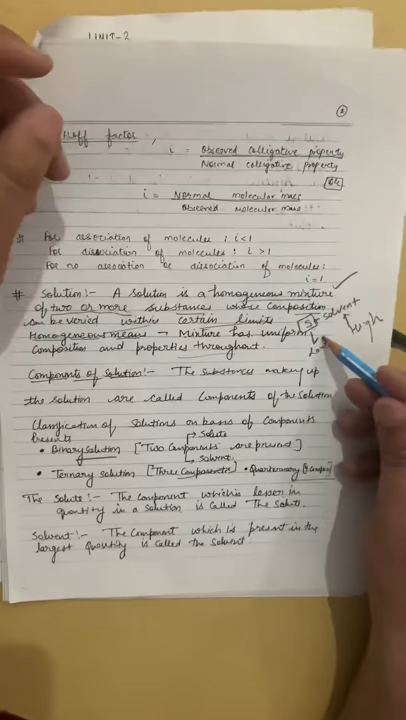 UNIT-2
2
Hoff factor,
i = Observed Colligative property
Normal colligative property
OR
i = Normal molecular mass
Observed molecular mass
# For association of molecules : i < 1
For dissociation of molecules : i > 1
For no association or dissociation of molecules :
i = 1
# Solution :- A solution is a homogeneous mixture
of two or more substances whose composition
can be varied within certain limits
Homogeneous means - Mixture has uniform
Composition and properties throughout.
solvent
high
Components of Solution :- The substances making up
the solution are called Components of the Solution
Classification of Solutions on basis of Components
Presents
Solute
• Binary solution [Two Components are present]
solvent
• Ternary solution [Three Components] • Quarternary
The Solute :- The Component which is lesser in
quantity in a solution is called The Solute.
Solvent :- The Component which is present in the
largest Quantity is Called the Solvent